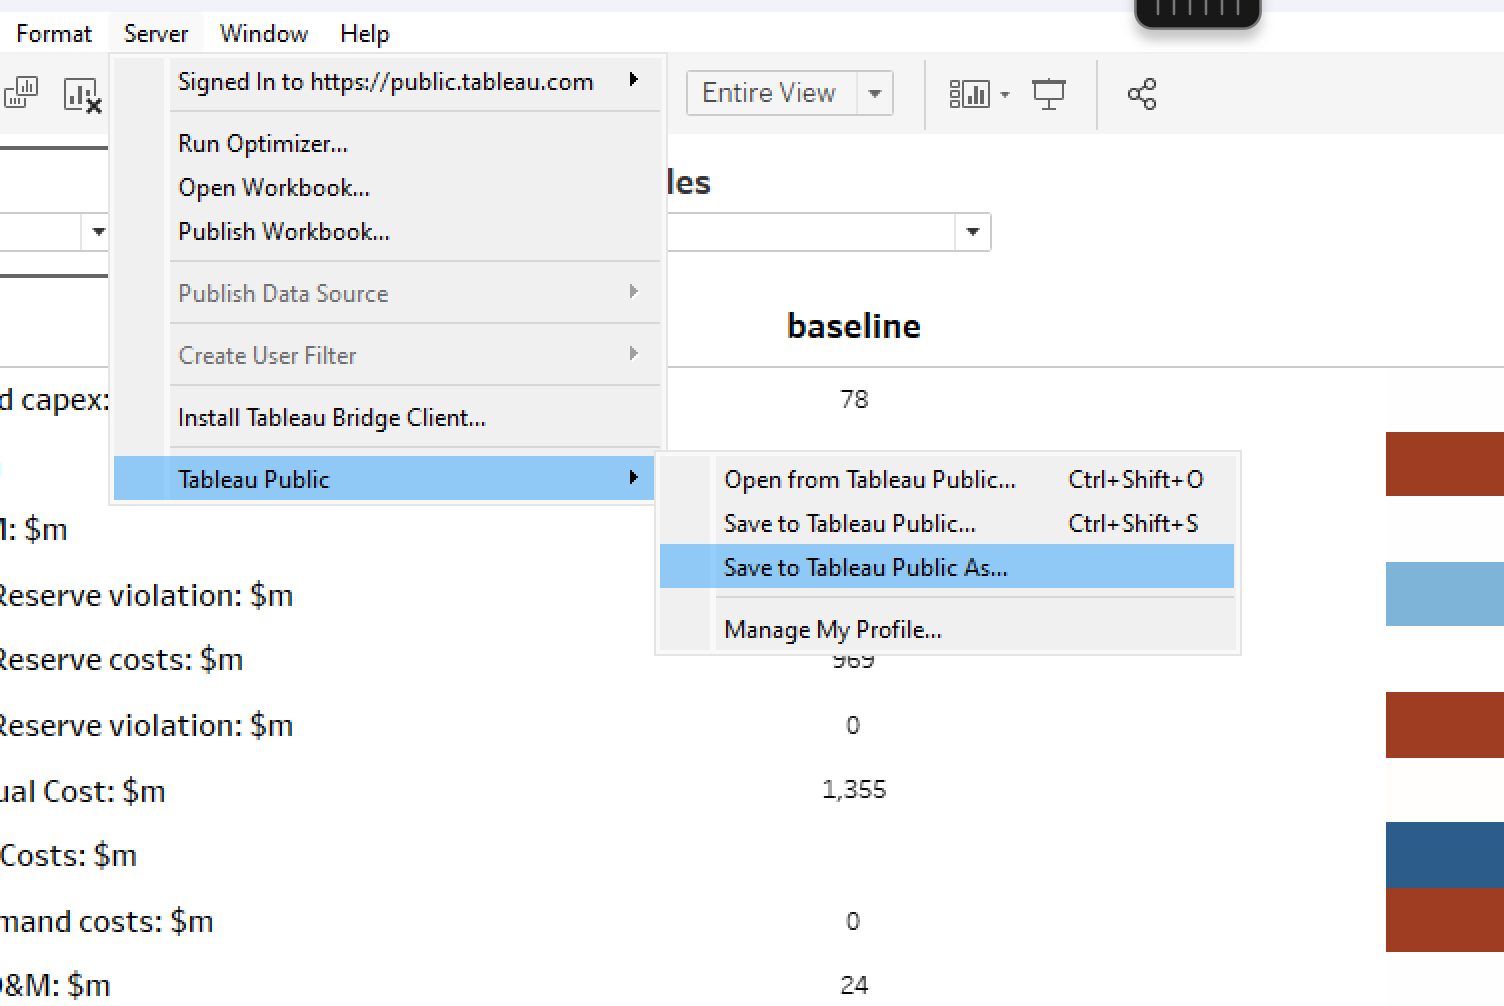 Format Server Window Help
Signed In to https://public.tableau.com
Entire View
Run Optimizer...
Open Workbook...
Publish Workbook...
Publish Data Source
Create User Filter
Install Tableau Bridge Client...
Tableau Public
Open from Tableau Public... Ctrl+Shift+O
Save to Tableau Public... Ctrl+Shift+S
Save to Tableau Public As...
Manage My Profile...
baseline
capex: 78
$m
Reserve violation: $m
Reserve costs: $m 969
Reserve violation: $m 0
Cost: $m 1,355
Costs: $m
costs: $m 0
$m 24